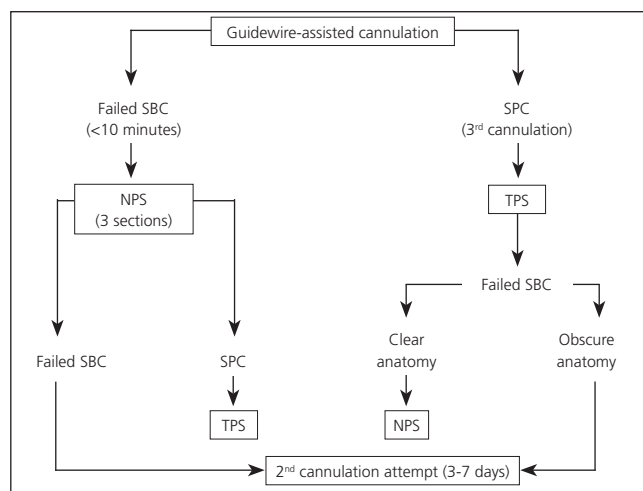 Guidewire-assisted cannulation
Failed SBC
(<10 minutes)
SPC
(3rd cannulation)
NPS
(3 sections)
TPS
Failed SBC
Failed SBC
SPC
Clear
anatomy
Obscure
anatomy
TPS
NPS
2nd cannulation attempt (3-7 days)